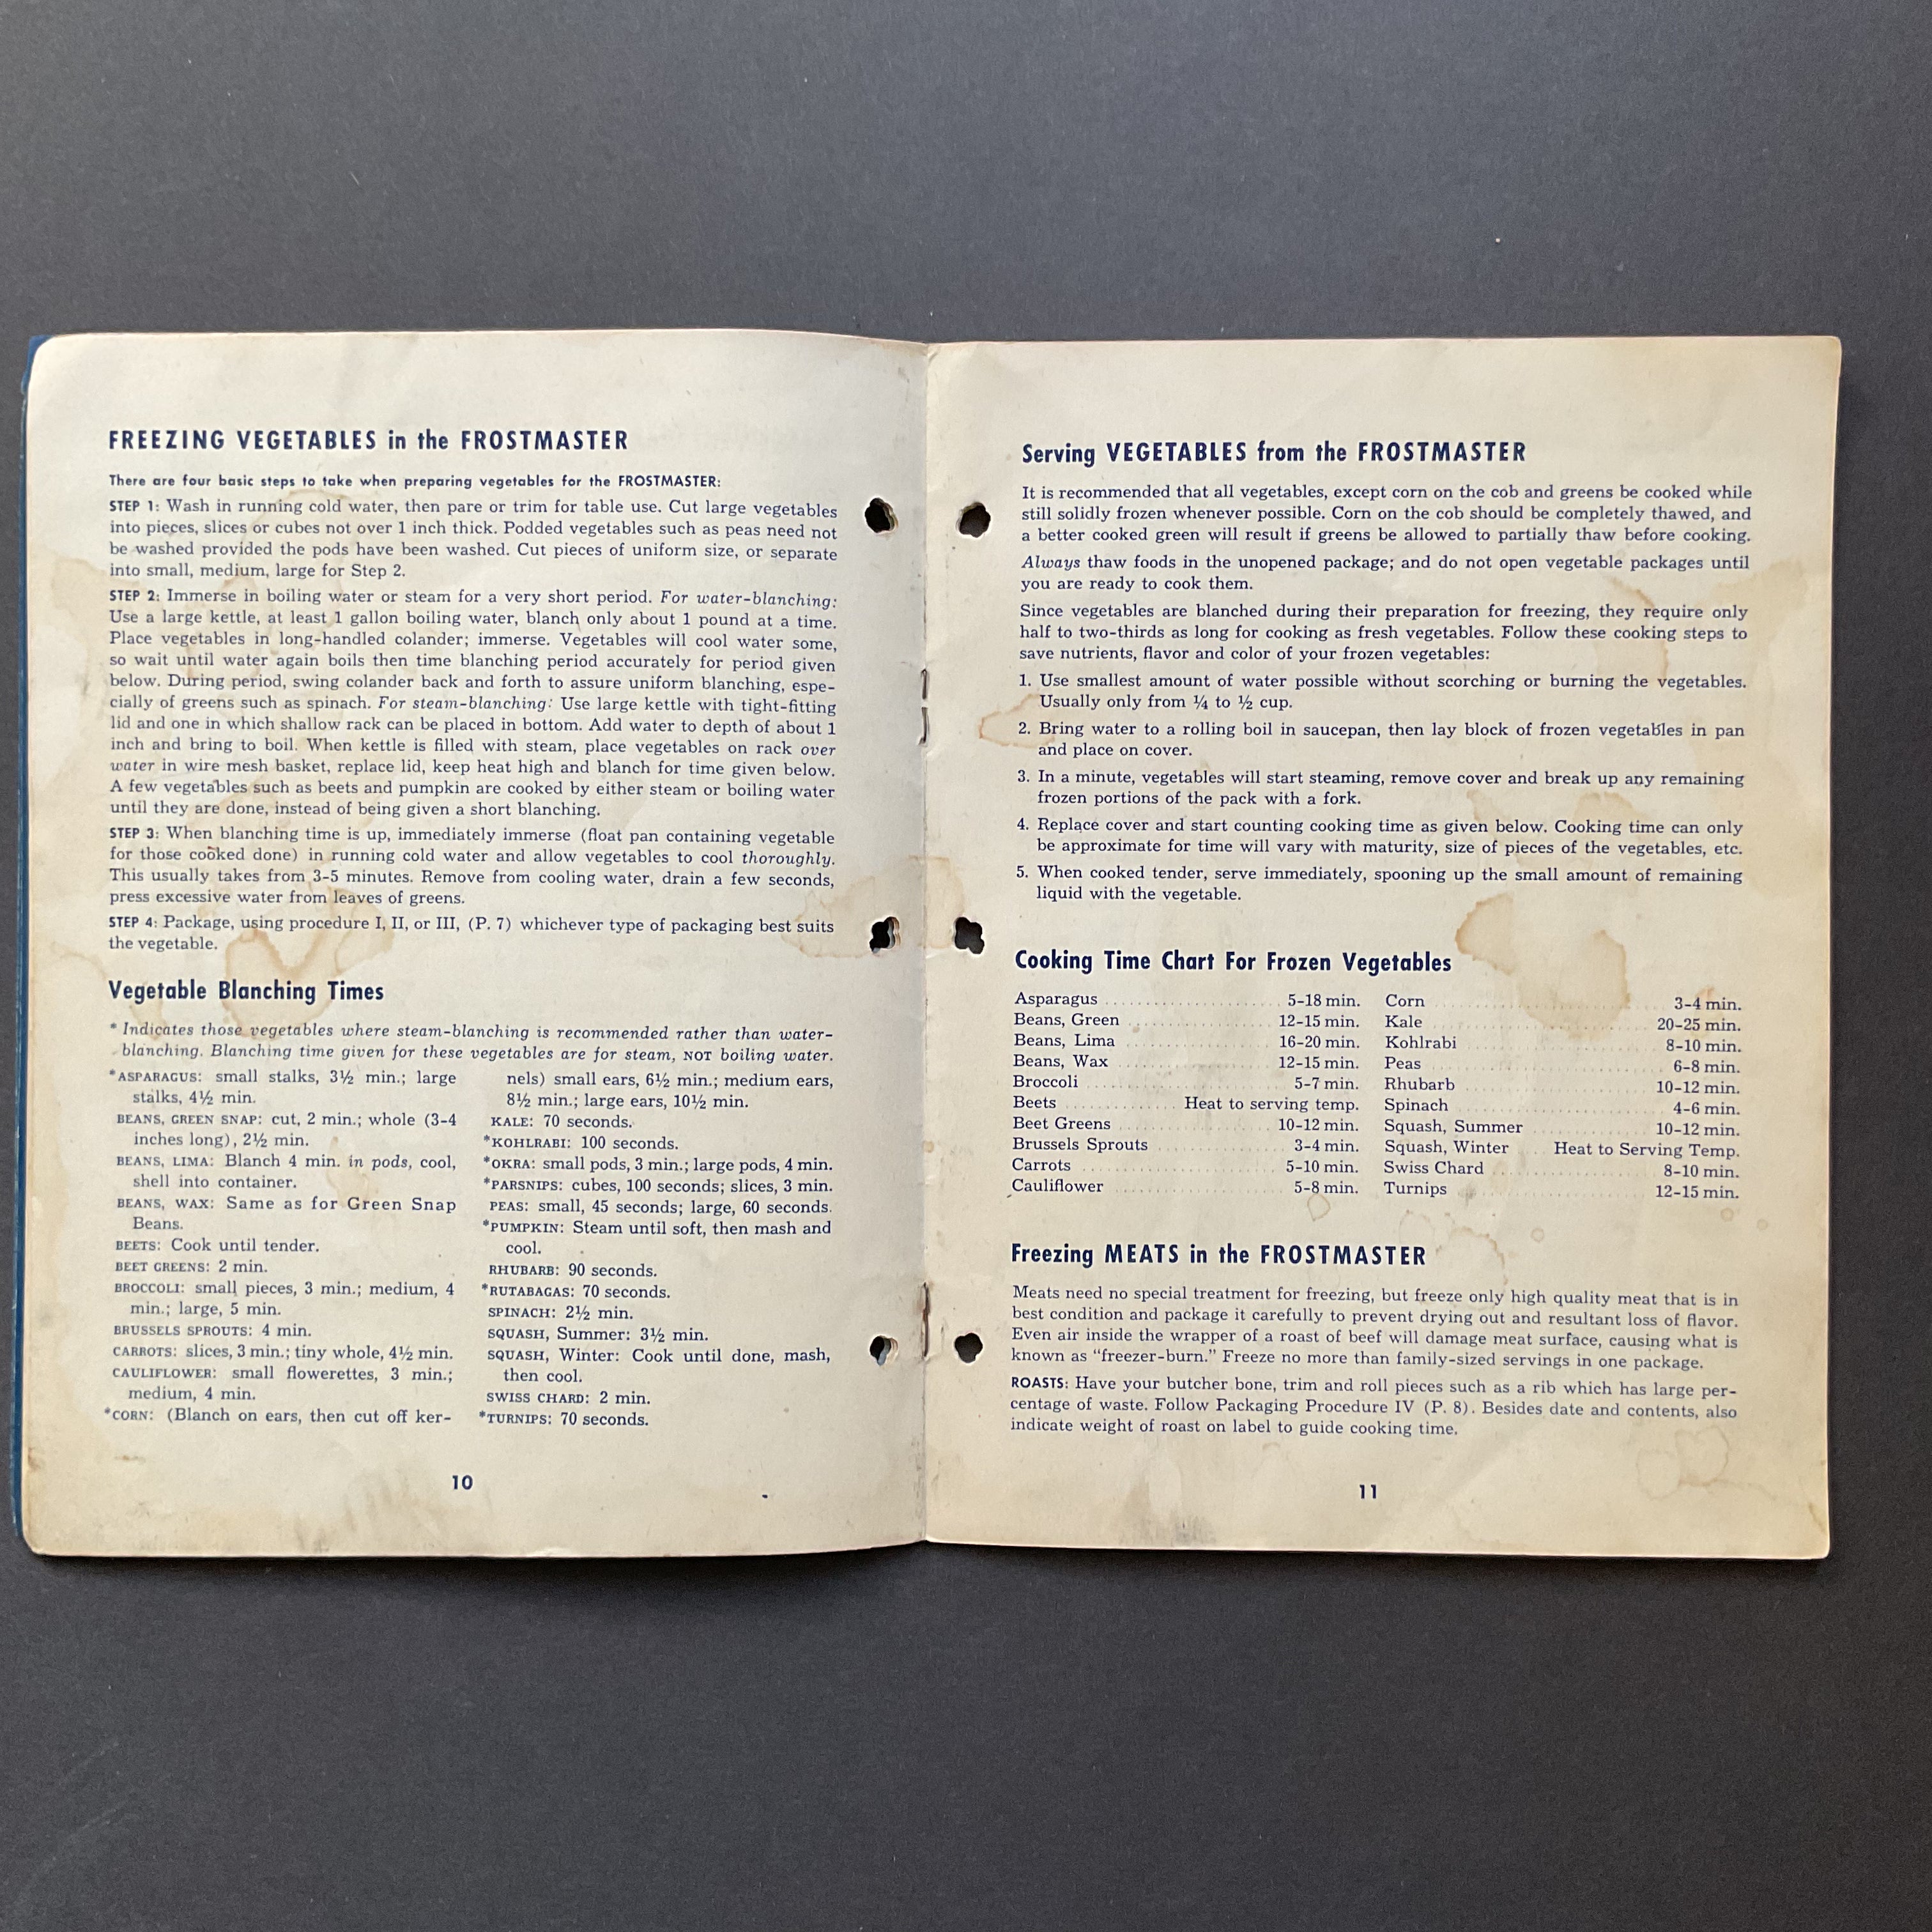 FREEZING VEGETABLES in the FROSTMASTER
There are four basic steps to take when preparing vegetables for the FROSTMASTER:
STEP 1: Wash in running cold water, then pare or trim for table use. Cut large vegetables
into pieces, slices or cubes not over 1 inch thick. Podded vegetables such as peas need not
be washed provided the pods have been washed. Cut pieces of uniform size, or separate
into small, medium, large for Step 2.
STEP 2: Immerse in boiling water or steam for a very short period. For water-blanching:
Use a large kettle, at least 1 gallon boiling water, blanch only about 1 pound at a time.
Place vegetables in long-handled colander; immerse. Vegetables will cool water some,
so wait until water again boils then time blanching period accurately for period given
below. During period, swing colander back and forth to assure uniform blanching, espe-
cially of greens such as spinach. For steam-blanching: Use large kettle with tight-fitting
lid and one in which shallow rack can be placed in bottom. Add water to depth of about 1
inch and bring to boil. When kettle is filled with steam, place vegetables on rack over
water in wire mesh basket, replace lid, keep heat high and blanch for time given below.
A few vegetables such as beets and pumpkin are cooked by either steam or boiling water
until they are done, instead of being given a short blanching.
STEP 3: When blanching time is up, immediately immerse (float pan containing vegetable
for those cooked done) in running cold water and allow vegetables to cool thoroughly.
This usually takes from 3-5 minutes. Remove from cooling water, drain a few seconds,
press excessive water from leaves of greens.
STEP 4: Package, using procedure I, II, or III, (P. 7) whichever type of packaging best suits
the vegetable.
Vegetable Blanching Times
* Indicates those vegetables where steam-blanching is recommended rather than water-
blanching. Blanching time given for these vegetables are for steam, NOT boiling water.
*ASPARAGUS: small stalks, 3½ min.; large
stalks, 4½ min.
BEANS, GREEN SNAP: cut, 2 min.; whole (3-4
inches long), 2½ min.
BEANS, LIMA: Blanch 4 min. in pods, cool,
shell into container.
BEANS, WAX: Same as for Green Snap
Beans.
BEETS: Cook until tender.
BEET GREENS: 2 min.
BROCCOLI: small pieces, 3 min.; medium, 4
min.; large, 5 min.
BRUSSELS SPROUTS: 4 min.
CARROTS: slices, 3 min.; tiny whole, 4½ min.
CAULIFLOWER: small flowerettes, 3 min.;
medium, 4 min.
*CORN: (Blanch on ears, then cut off ker-
nels) small ears, 6½ min.; medium ears,
8½ min.; large ears, 10½ min.
KALE: 70 seconds.
*KOHLRABI: 100 seconds.
*OKRA: small pods, 3 min.; large pods, 4 min.
*PARSNIPS: cubes, 100 seconds; slices, 3 min.
PEAS: small, 45 seconds; large, 60 seconds.
*PUMPKIN: Steam until soft, then mash and
cool.
RHUBARB: 90 seconds.
*RUTABAGAS: 70 seconds.
SPINACH: 2½ min.
SQUASH, Summer: 3½ min.
SQUASH, Winter: Cook until done, mash,
then cool.
SWISS CHARD: 2 min.
*TURNIPS: 70 seconds.
10
Serving VEGETABLES from the FROSTMASTER
It is recommended that all vegetables, except corn on the cob and greens be cooked while
still solidly frozen whenever possible. Corn on the cob should be completely thawed, and
a better cooked green will result if greens be allowed to partially thaw before cooking.
Always thaw foods in the unopened package; and do not open vegetable packages until
you are ready to cook them.
Since vegetables are blanched during their preparation for freezing, they require only
half to two-thirds as long for cooking as fresh vegetables. Follow these cooking steps to
save nutrients, flavor and color of your frozen vegetables:
1. Use smallest amount of water possible without scorching or burning the vegetables.
Usually only from ¼ to ½ cup.
2. Bring water to a rolling boil in saucepan, then lay block of frozen vegetables in pan
and place on cover.
3. In a minute, vegetables will start steaming, remove cover and break up any remaining
frozen portions of the pack with a fork.
4. Replace cover and start counting cooking time as given below. Cooking time can only
be approximate for time will vary with maturity, size of pieces of the vegetables, etc.
5. When cooked tender, serve immediately, spooning up the small amount of remaining
liquid with the vegetable.
Cooking Time Chart For Frozen Vegetables
Asparagus 5-18 min.
Beans, Green 12-15 min.
Beans, Lima 16-20 min.
Beans, Wax 12-15 min.
Broccoli 5-7 min.
Beets Heat to serving temp.
Beet Greens 10-12 min.
Brussels Sprouts 3-4 min.
Carrots 5-10 min.
Cauliflower 5-8 min.
Corn 3-4 min.
Kale 20-25 min.
Kohlrabi 8-10 min.
Peas 6-8 min.
Rhubarb 10-12 min.
Spinach 4-6 min.
Squash, Summer 10-12 min.
Squash, Winter Heat to Serving Temp.
Swiss Chard 8-10 min.
Turnips 12-15 min.
Freezing MEATS in the FROSTMASTER
Meats need no special treatment for freezing, but freeze only high quality meat that is in
best condition and package it carefully to prevent drying out and resultant loss of flavor.
Even air inside the wrapper of a roast of beef will damage meat surface, causing what is
known as "freezer-burn." Freeze no more than family-sized servings in one package.
ROASTS: Have your butcher bone, trim and roll pieces such as a rib which has large per-
centage of waste. Follow Packaging Procedure IV (P. 8). Besides date and contents, also
indicate weight of roast on label to guide cooking time.
11